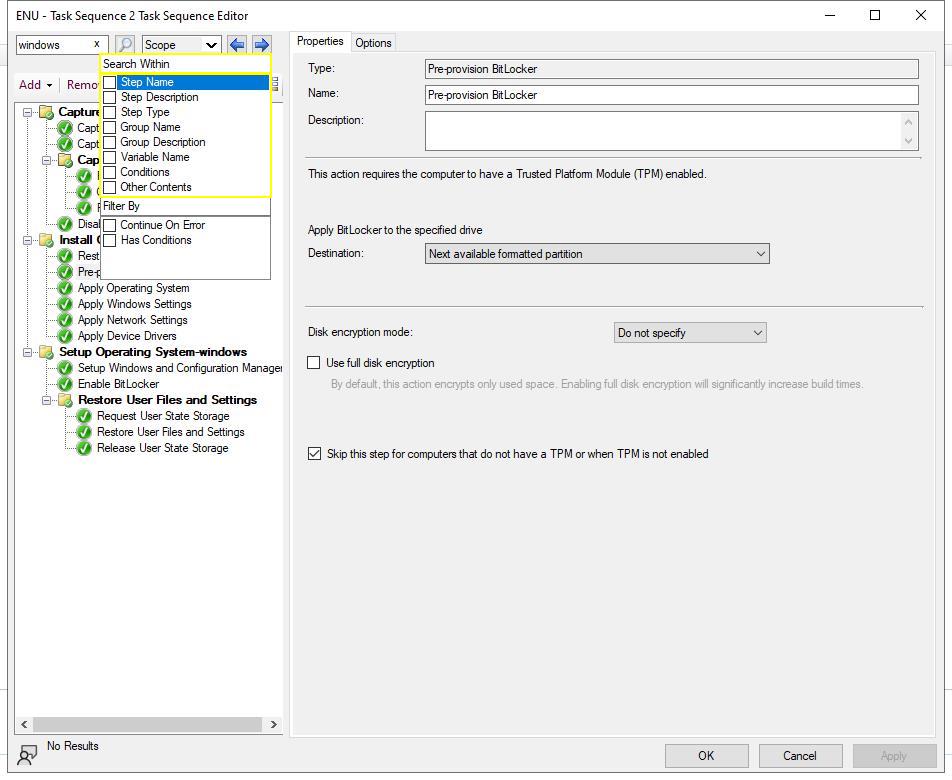 ENU - Task Sequence 2 Task Sequence Editor
windows x Scope
Search Within
Step Name
Step Description
Step Type
Group Name
Group Description
Variable Name
Conditions
Other Contents
Filter By
Continue On Error
Has Conditions
Add Remo
Capture
Capt
Capt
Cap
Disa
Install
Rest
Pre-p
Apply Operating System
Apply Windows Settings
Apply Network Settings
Apply Device Drivers
Setup Operating System-windows
Setup Windows and Configuration Manager
Enable BitLocker
Restore User Files and Settings
Request User State Storage
Restore User Files and Settings
Release User State Storage
No Results
Properties Options
Type: Pre-provision BitLocker
Name: Pre-provision BitLocker
Description:
This action requires the computer to have a Trusted Platform Module (TPM) enabled.
Apply BitLocker to the specified drive
Destination: Next available formatted partition
Disk encryption mode: Do not specify
Use full disk encryption
By default, this action encrypts only used space. Enabling full disk encryption will significantly increase build times.
Skip this step for computers that do not have a TPM or when TPM is not enabled
OK Cancel Apply